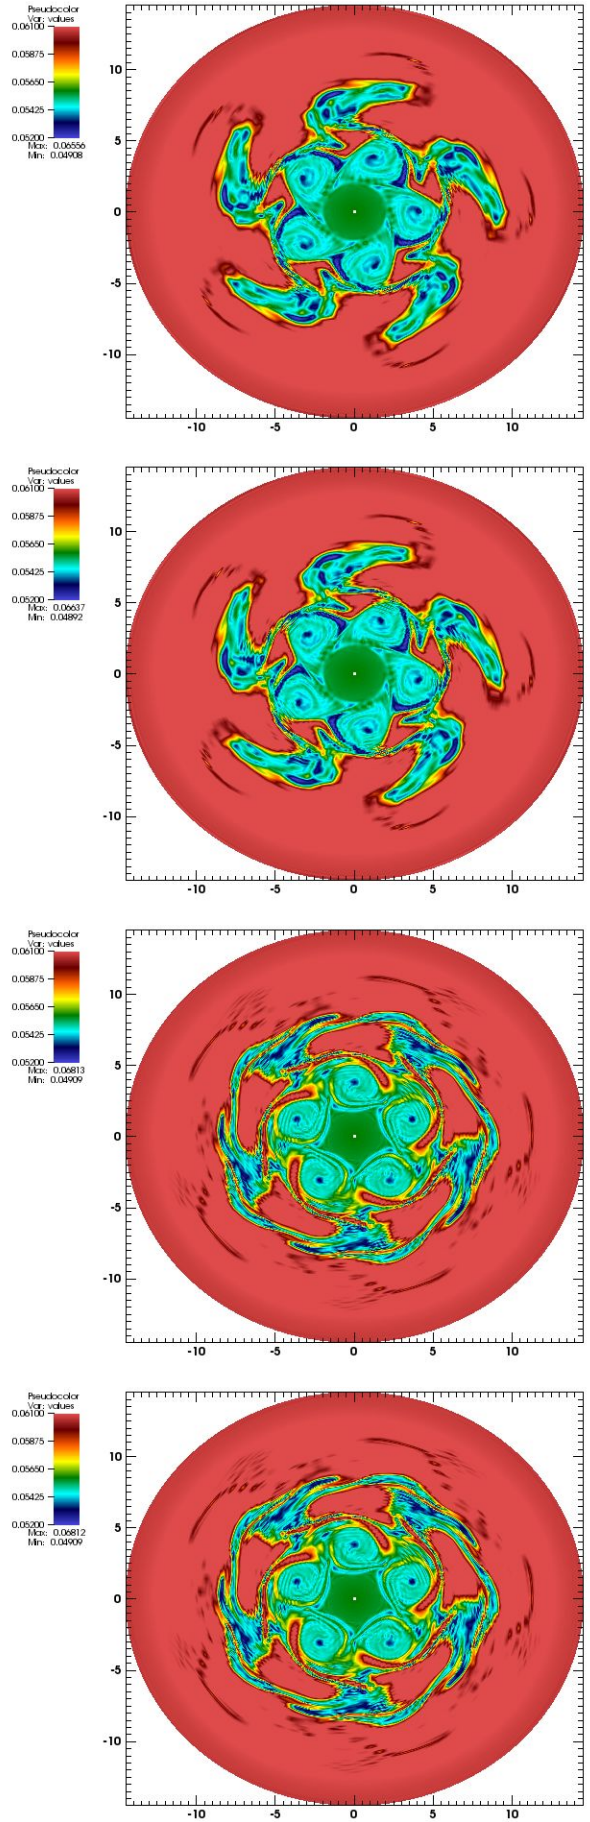 Pseudocolor
Var: values
0.06100
0.05875
0.05650
0.05425
0.05200
Max: 0.06556
Min: 0.04908
10
5
0
-5
-10
-10 -5 0 5 10
Pseudocolor
Var: values
0.06100
0.05875
0.05650
0.05425
0.05200
Max: 0.06637
Min: 0.04892
10
5
0
-5
-10
-10 -5 0 5 10
Pseudocolor
Var: values
0.06100
0.05875
0.05650
0.05425
0.05200
Max: 0.06813
Min: 0.04909
10
5
0
-5
-10
-10 -5 0 5 10
Pseudocolor
Var: values
0.06100
0.05875
0.05650
0.05425
0.05200
Max: 0.06812
Min: 0.04909
10
5
0
-5
-10
-10 -5 0 5 10